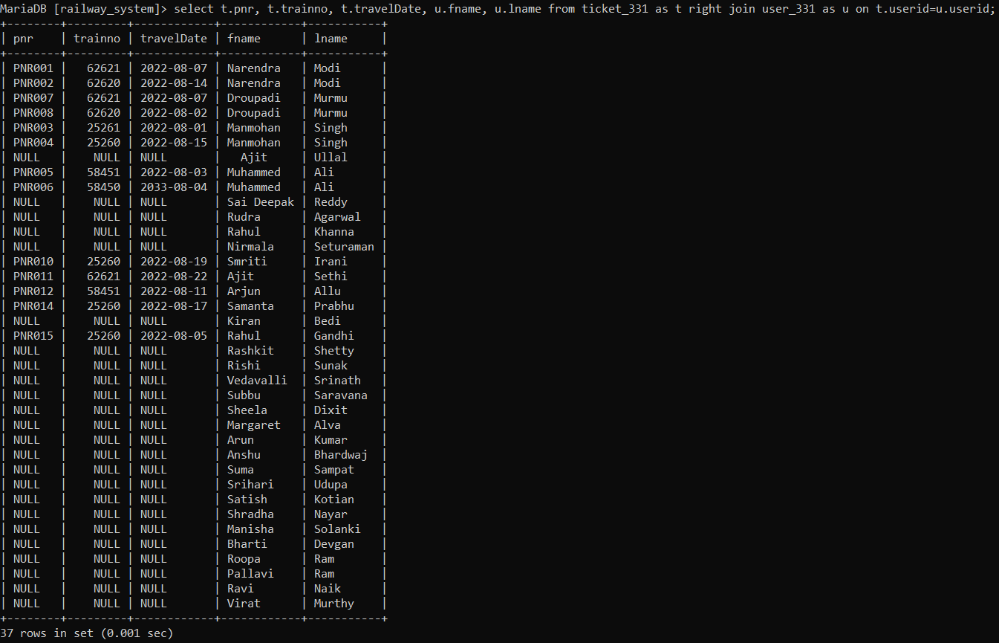 MariaDB [railway_system]> select t.pnr, t.trainno, t.travelDate, u.fname, u.lname from ticket_331 as t right join user_331 as u on t.userid=u.userid;
+--------+---------+------------+------------+-----------+
| pnr    | trainno | travelDate | fname      | lname     |
+--------+---------+------------+------------+-----------+
| PNR001 |   62621 | 2022-08-07 | Narendra   | Modi      |
| PNR002 |   62620 | 2022-08-14 | Narendra   | Modi      |
| PNR007 |   62621 | 2022-08-07 | Droupadi   | Murmu     |
| PNR008 |   62620 | 2022-08-02 | Droupadi   | Murmu     |
| PNR003 |   25261 | 2022-08-01 | Manmohan   | Singh     |
| PNR004 |   25260 | 2022-08-15 | Manmohan   | Singh     |
| NULL   |    NULL | NULL       |   Ajit     | Ullal     |
| PNR005 |   58451 | 2022-08-03 | Muhammed   | Ali       |
| PNR006 |   58450 | 2033-08-04 | Muhammed   | Ali       |
| NULL   |    NULL | NULL       | Sai Deepak | Reddy     |
| NULL   |    NULL | NULL       | Rudra      | Agarwal   |
| NULL   |    NULL | NULL       | Rahul      | Khanna    |
| NULL   |    NULL | NULL       | Nirmala    | Seturaman |
| PNR010 |   25260 | 2022-08-19 | Smriti     | Irani     |
| PNR011 |   62621 | 2022-08-22 | Ajit       | Sethi     |
| PNR012 |   58451 | 2022-08-11 | Arjun      | Allu      |
| PNR014 |   25260 | 2022-08-17 | Samanta    | Prabhu    |
| NULL   |    NULL | NULL       | Kiran      | Bedi      |
| PNR015 |   25260 | 2022-08-05 | Rahul      | Gandhi    |
| NULL   |    NULL | NULL       | Rashkit    | Shetty    |
| NULL   |    NULL | NULL       | Rishi      | Sunak     |
| NULL   |    NULL | NULL       | Vedavalli  | Srinath   |
| NULL   |    NULL | NULL       | Subbu      | Saravana  |
| NULL   |    NULL | NULL       | Sheela     | Dixit     |
| NULL   |    NULL | NULL       | Margaret   | Alva      |
| NULL   |    NULL | NULL       | Arun       | Kumar     |
| NULL   |    NULL | NULL       | Anshu      | Bhardwaj  |
| NULL   |    NULL | NULL       | Suma       | Sampat    |
| NULL   |    NULL | NULL       | Srihari    | Udupa     |
| NULL   |    NULL | NULL       | Satish     | Kotian    |
| NULL   |    NULL | NULL       | Shradha    | Nayar     |
| NULL   |    NULL | NULL       | Manisha    | Solanki   |
| NULL   |    NULL | NULL       | Bharti     | Devgan    |
| NULL   |    NULL | NULL       | Roopa      | Ram       |
| NULL   |    NULL | NULL       | Pallavi    | Ram       |
| NULL   |    NULL | NULL       | Ravi       | Naik      |
| NULL   |    NULL | NULL       | Virat      | Murthy    |
+--------+---------+------------+------------+-----------+
37 rows in set (0.001 sec)